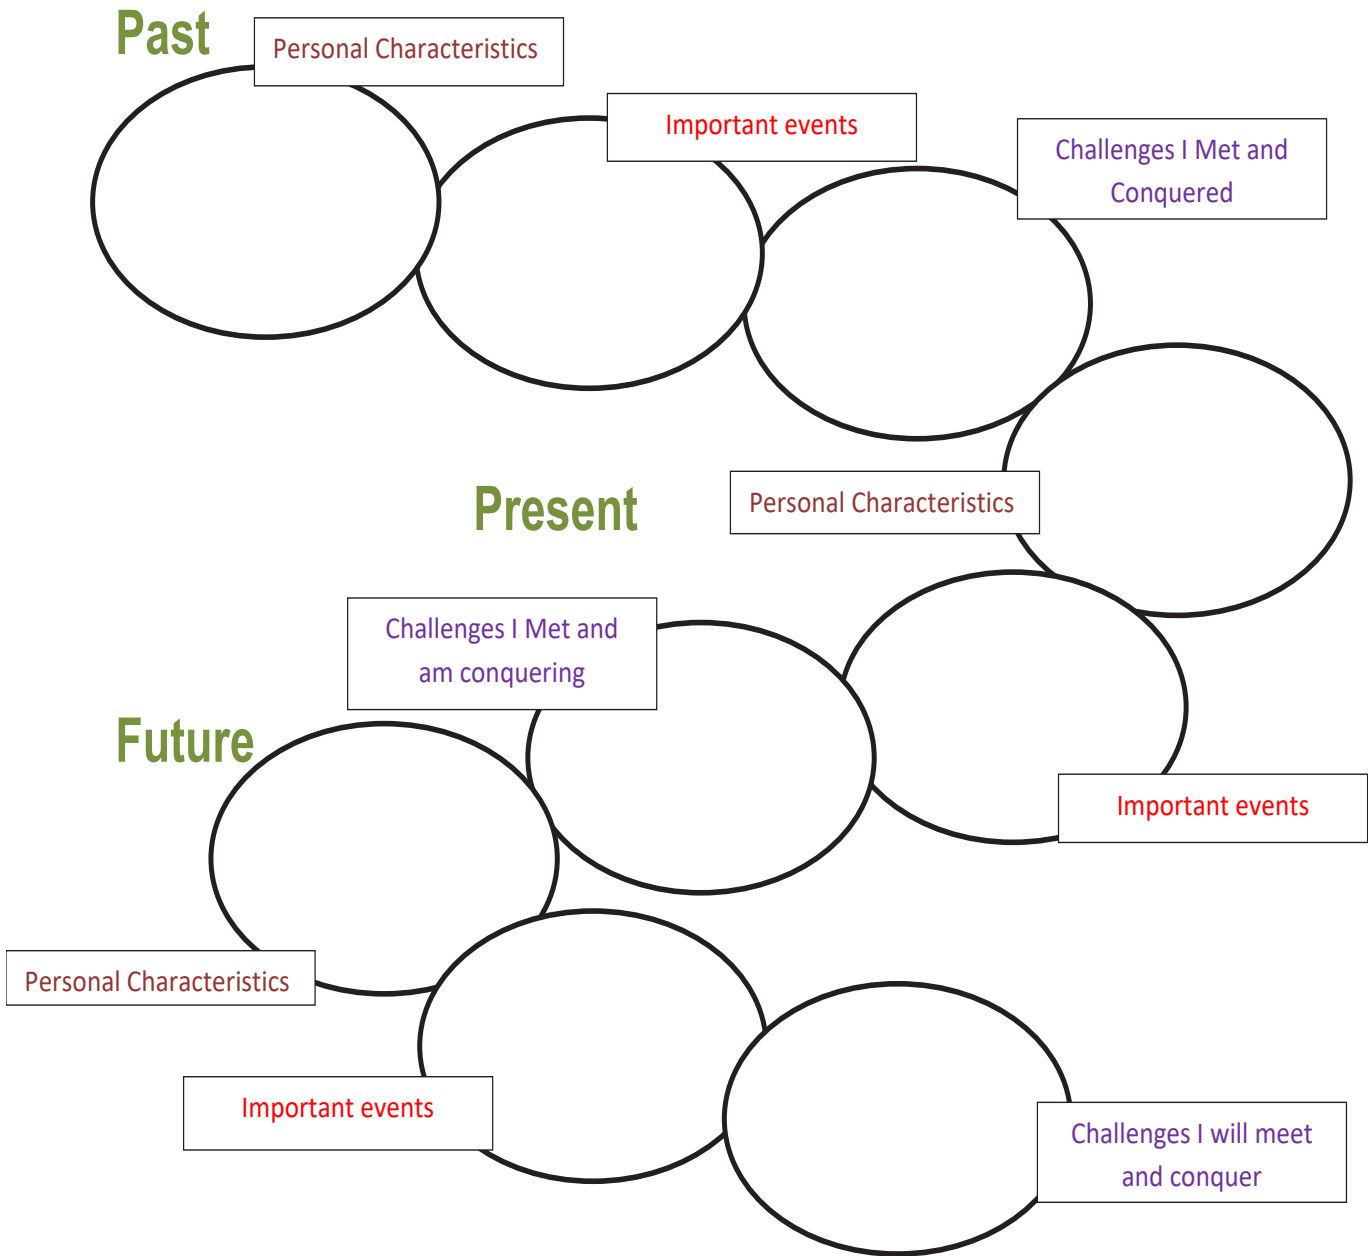 Past
Personal Characteristics
Important events
Challenges I Met and
Conquered
Present
Personal Characteristics
Challenges I Met and
am conquering
Important events
Future
Personal Characteristics
Important events
Challenges I will meet
and conquer